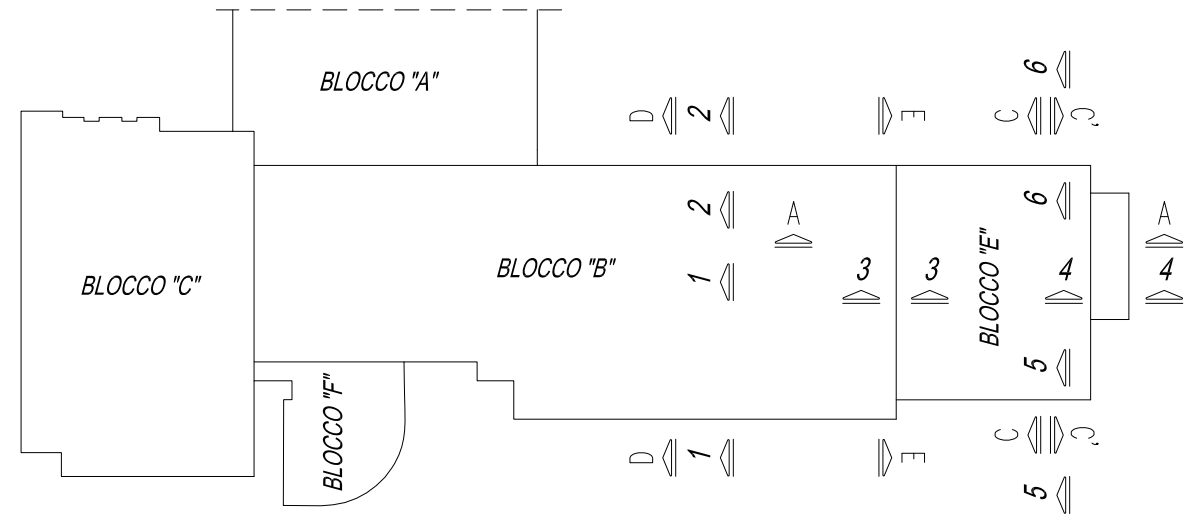 BLOCCO "A"
6
D 2 E C C'
2 A 6 A
BLOCCO "C" BLOCCO "B" 1 3 3 BLOCCO "E" 4 4
5
BLOCCO "F"
D 1 E C C'
5